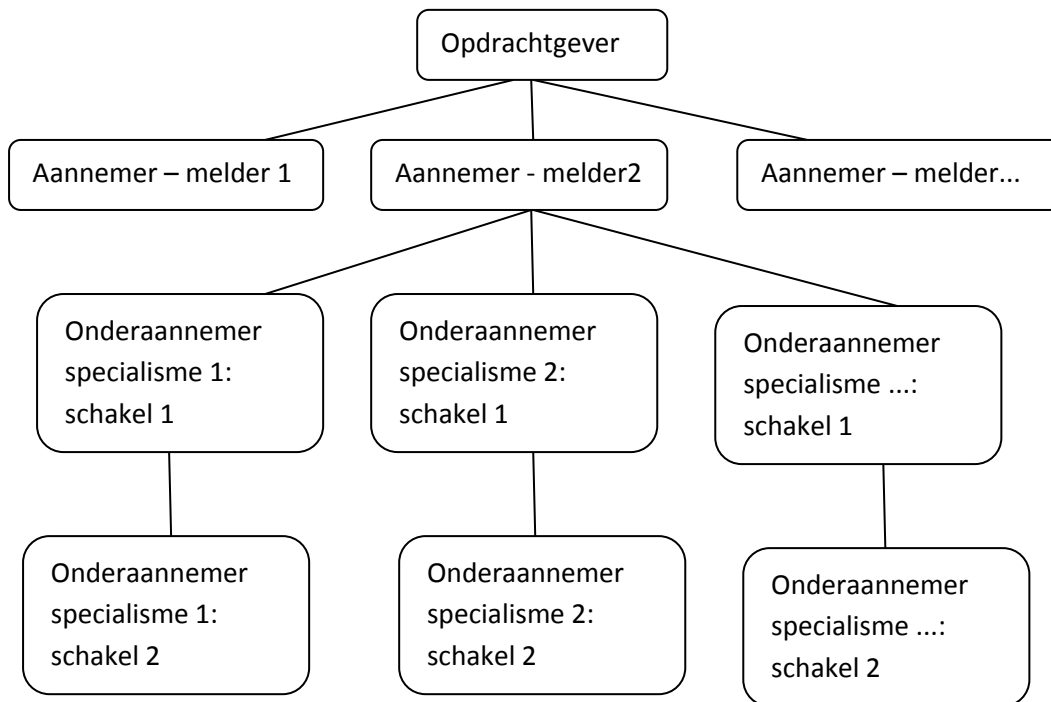 Opdrachtgever
Aannemer – melder 1
Aannemer - melder2
Aannemer – melder...
Onderaannemer
specialisme 1:
schakel 1
Onderaannemer
specialisme 2:
schakel 1
Onderaannemer
specialisme ...:
schakel 1
Onderaannemer
specialisme 1:
schakel 2
Onderaannemer
specialisme 2:
schakel 2
Onderaannemer
specialisme ...:
schakel 2